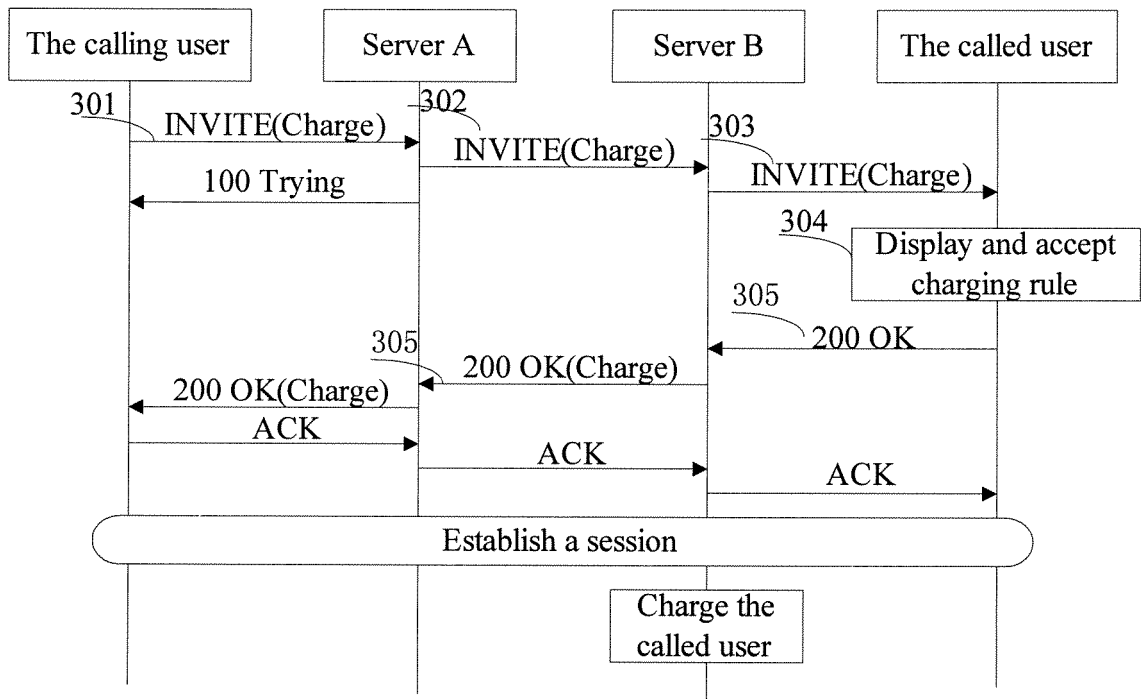 The calling user
Server A
Server B
The called user
301
INVITE(Charge)
302
INVITE(Charge)
303
INVITE(Charge)
100 Trying
304
Display and accept
charging rule
305
200 OK
305
200 OK(Charge)
200 OK(Charge)
ACK
ACK
ACK
Establish a session
Charge the
called user